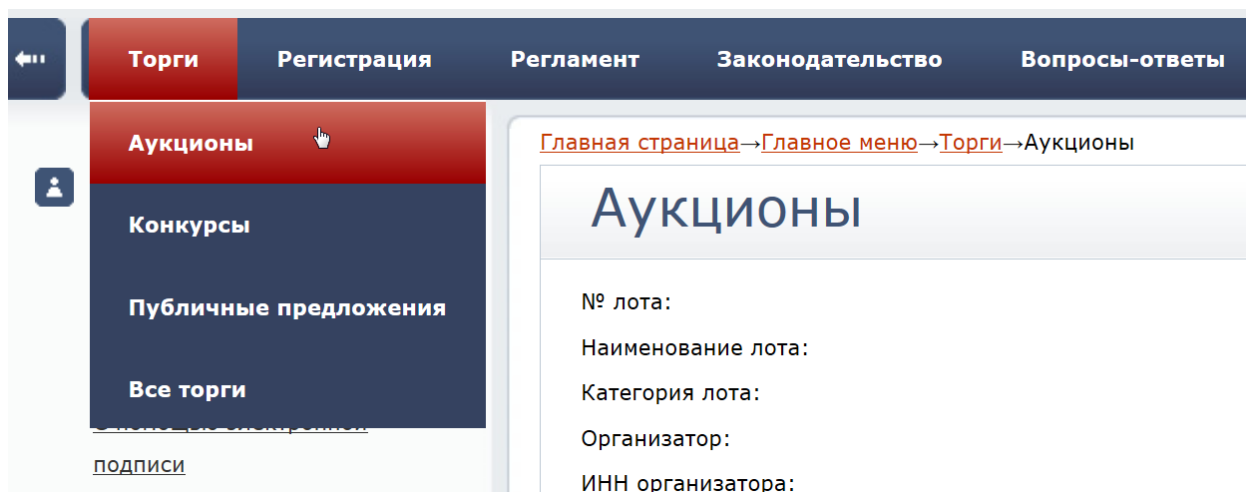 Торги Регистрация Регламент Законодательство Вопросы-ответы
Аукционы
Конкурсы
Публичные предложения
Все торги
подписи
Главная страница→Главное меню→Торги→Аукционы
Аукционы
№ лота:
Наименование лота:
Категория лота:
Организатор:
ИНН организатора: